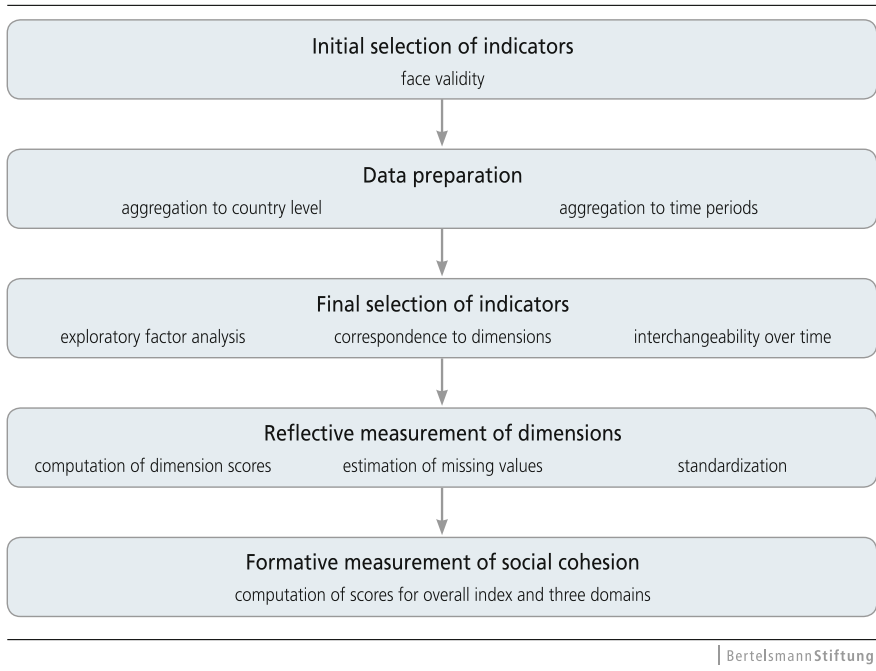 Initial selection of indicators
face validity
Data preparation
aggregation to country level
aggregation to time periods
Final selection of indicators
exploratory factor analysis
correspondence to dimensions
interchangeability over time
Reflective measurement of dimensions
computation of dimension scores
estimation of missing values
standardization
Formative measurement of social cohesion
computation of scores for overall index and three domains
BertelsmannStiftung